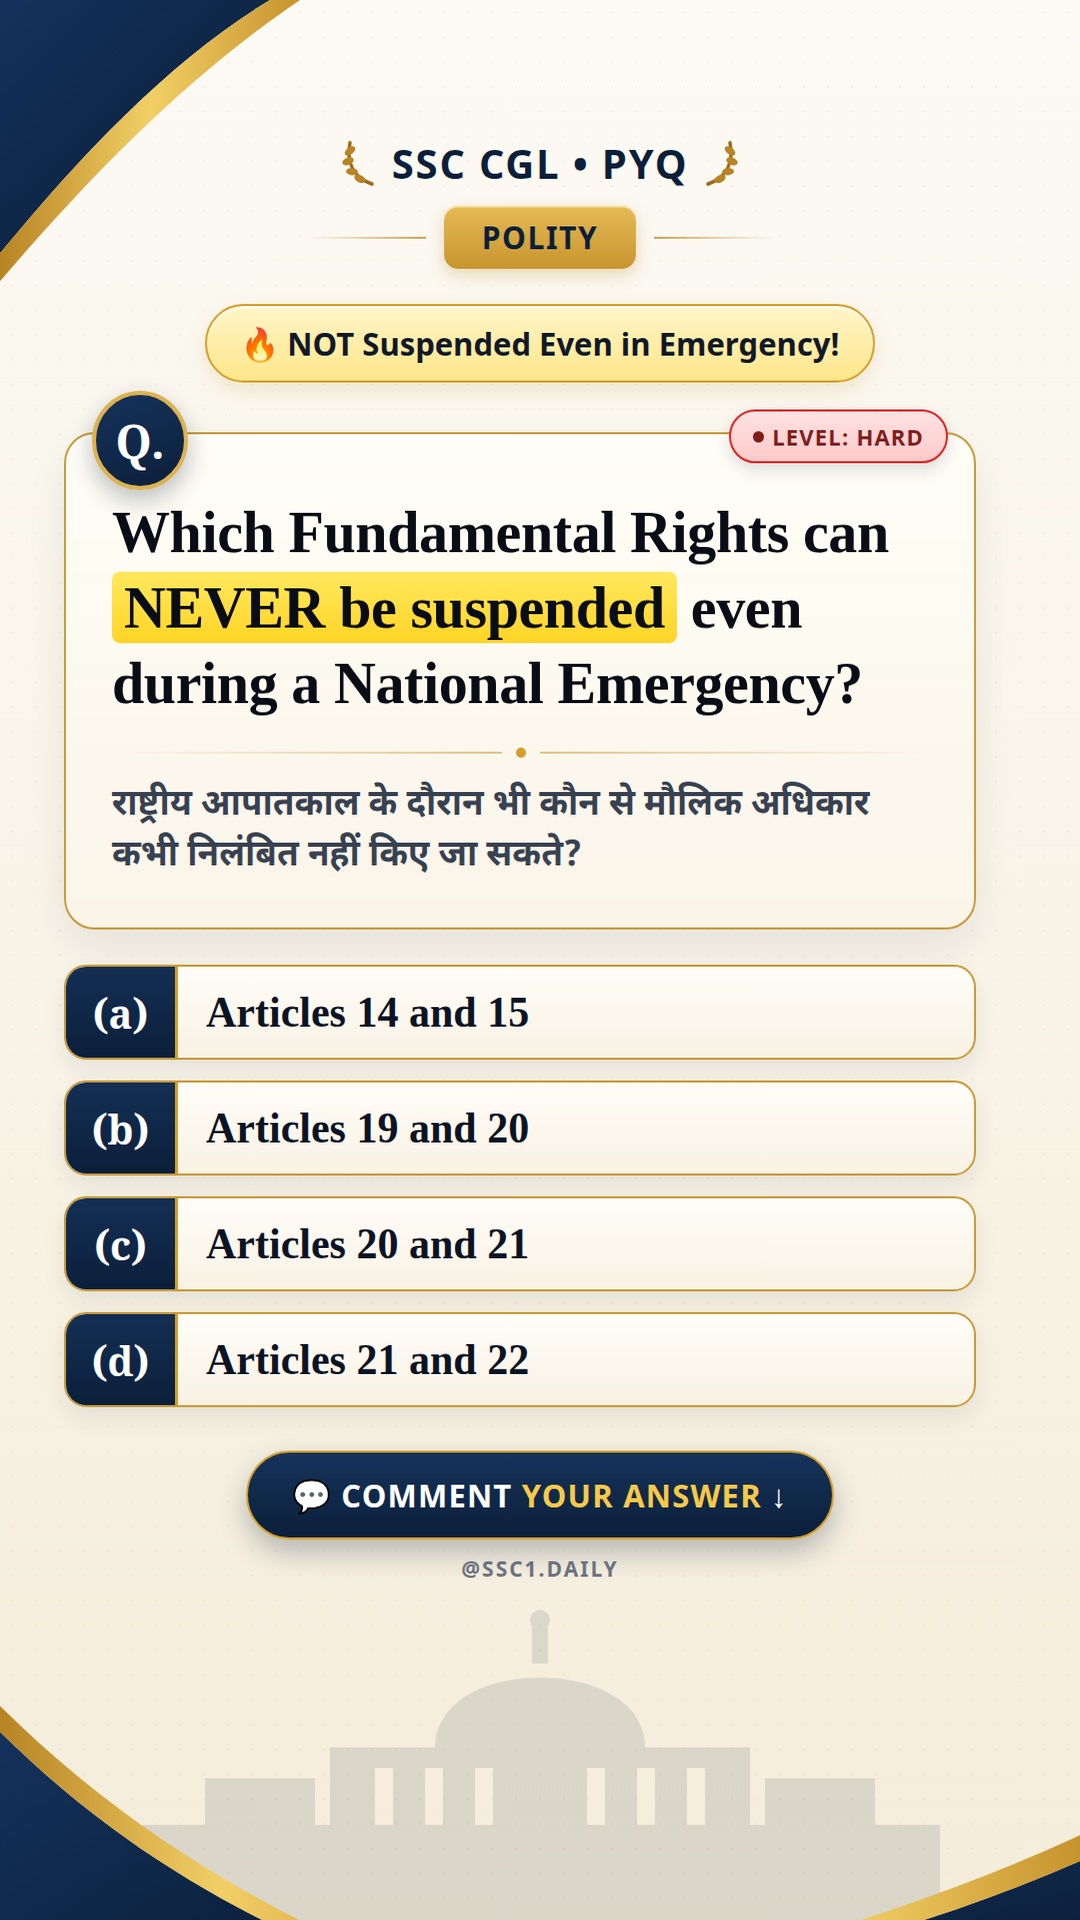 SSC CGL • PYQ
POLITY
🔥 NOT Suspended Even in Emergency!
Q.
LEVEL: HARD
Which Fundamental Rights can
NEVER be suspended even
during a National Emergency?
राष्ट्रीय आपातकाल के दौरान भी कौन से मौलिक अधिकार
कभी निलंबित नहीं किए जा सकते?
(a) Articles 14 and 15
(b) Articles 19 and 20
(c) Articles 20 and 21
(d) Articles 21 and 22
💬 COMMENT YOUR ANSWER ↓
@SSC1.DAILY